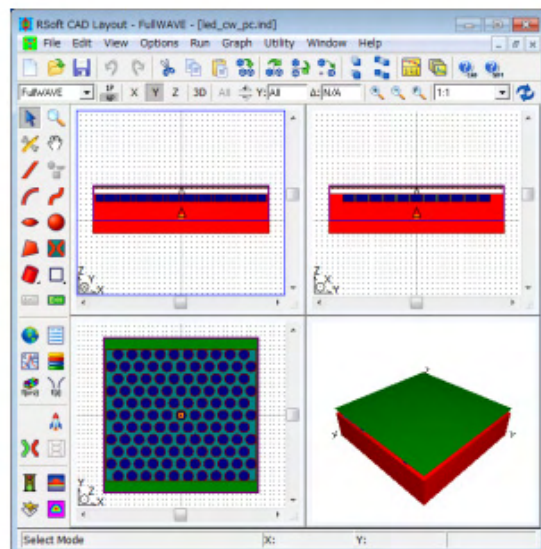 RSoft CAD Layout - FullWAVE - [led_cw_pc.ind]
File Edit View Options Run Graph Utility Window Help
FullWAVE X Y Z 3D All Y: All Δ: N/A 1:1
Z
Y
X
Z
X
Y
Y
Z
X
Select Mode X: Y: